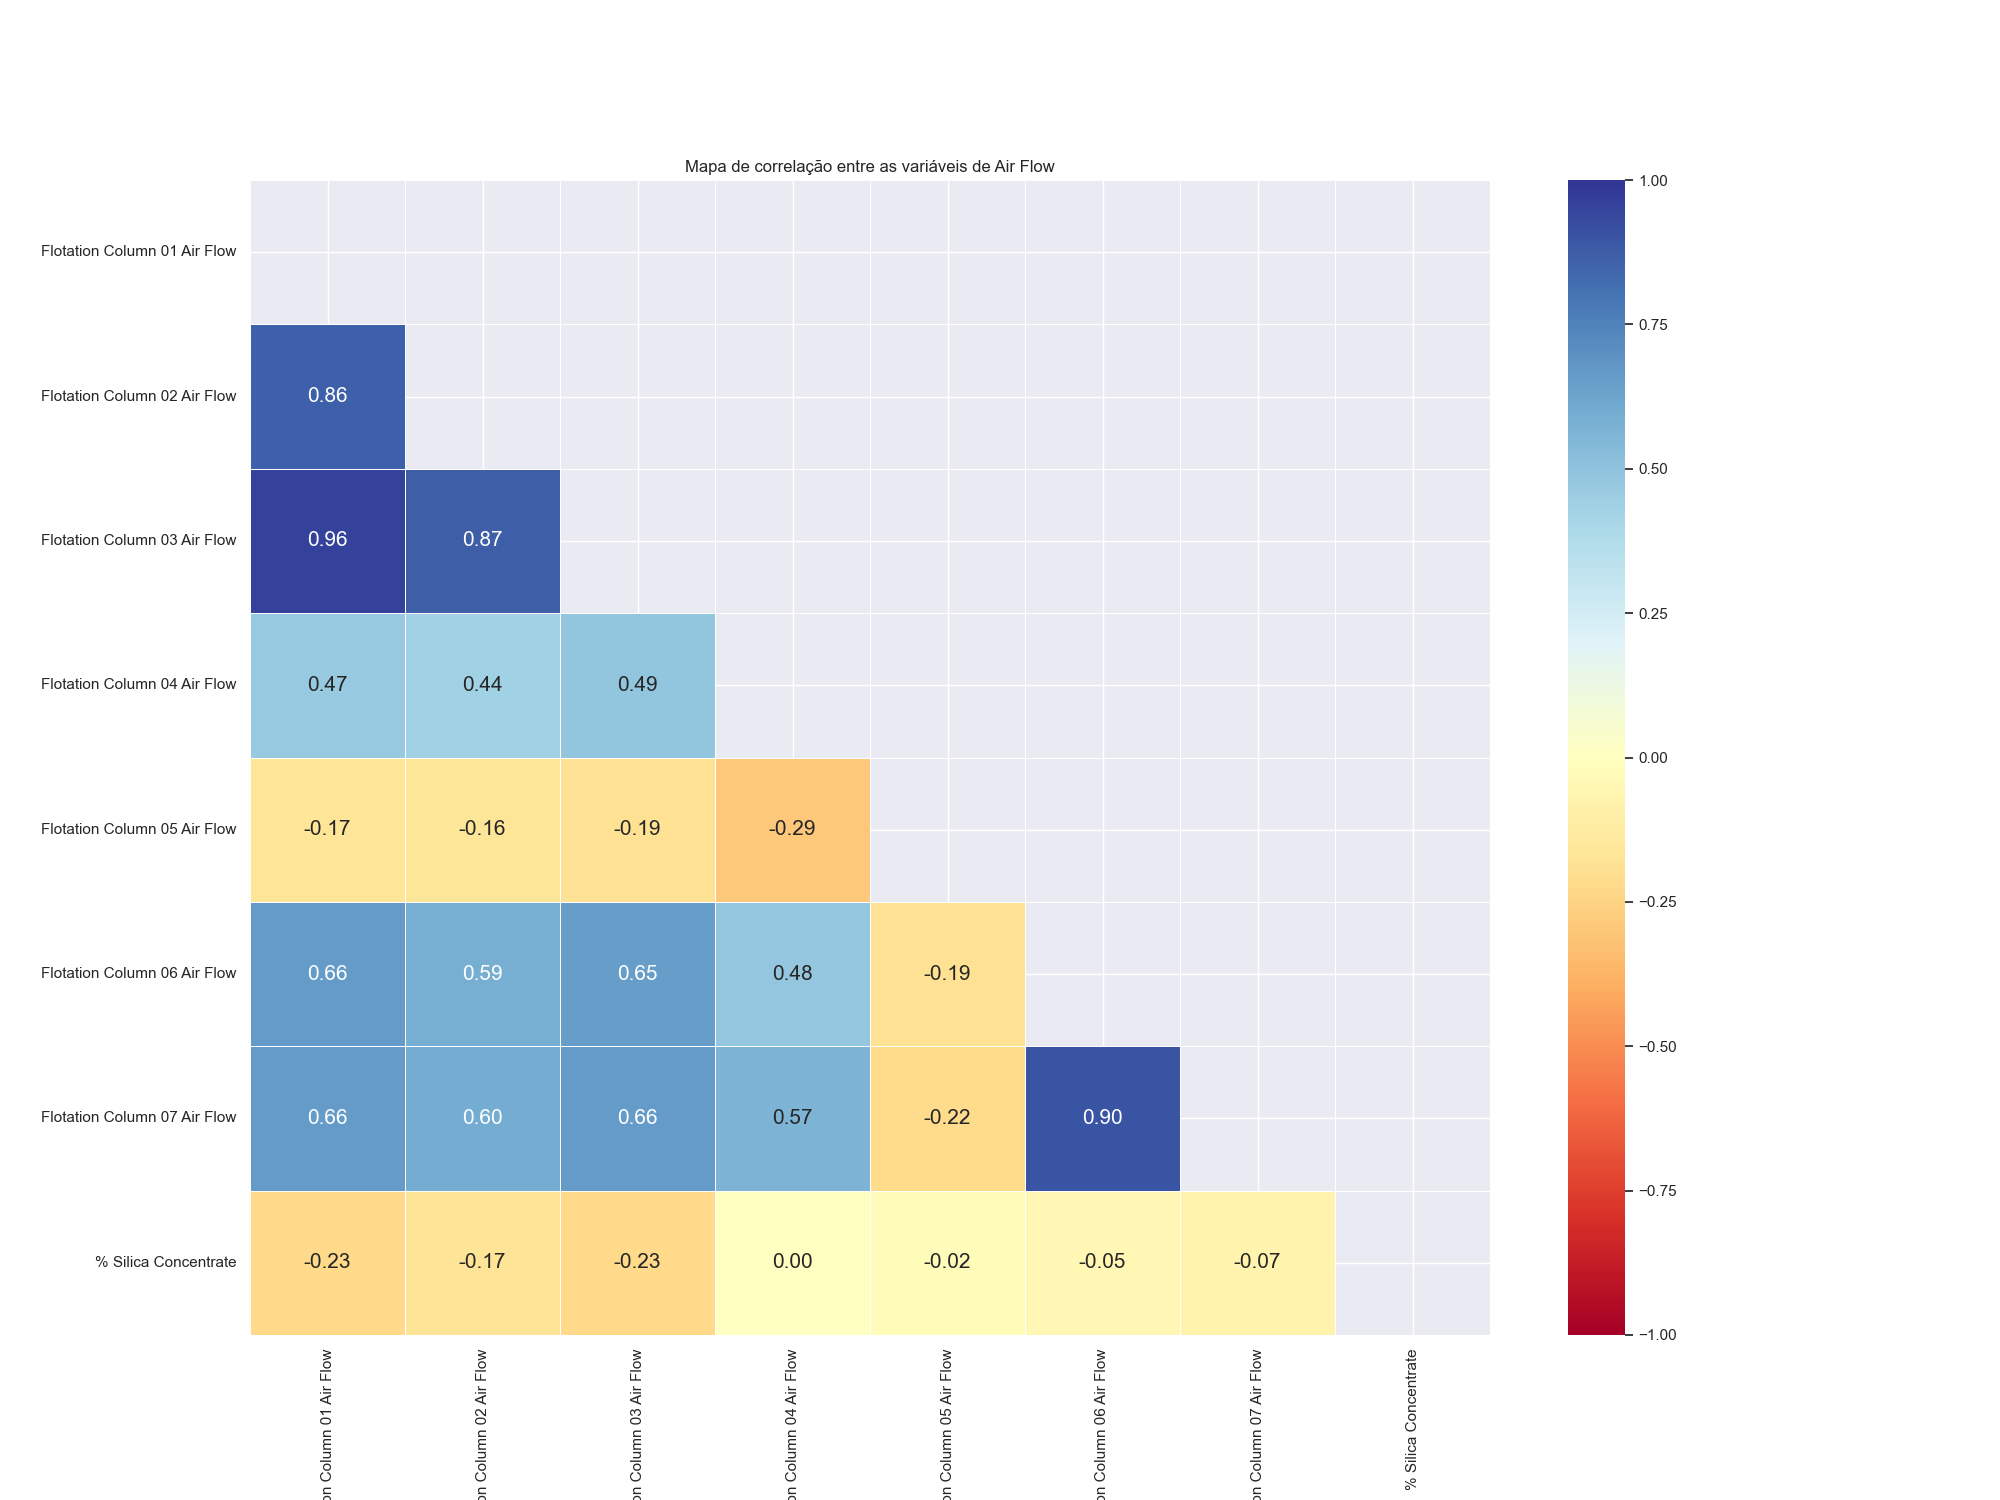 Mapa de correlação entre as variáveis de Air Flow
Flotation Column 01 Air Flow
Flotation Column 02 Air Flow
0.86
Flotation Column 03 Air Flow
0.96 0.87
Flotation Column 04 Air Flow
0.47 0.44 0.49
Flotation Column 05 Air Flow
-0.17 -0.16 -0.19 -0.29
Flotation Column 06 Air Flow
0.66 0.59 0.65 0.48 -0.19
Flotation Column 07 Air Flow
0.66 0.60 0.66 0.57 -0.22 0.90
% Silica Concentrate
-0.23 -0.17 -0.23 0.00 -0.02 -0.05 -0.07
on Column 01 Air Flow
on Column 02 Air Flow
on Column 03 Air Flow
on Column 04 Air Flow
on Column 05 Air Flow
on Column 06 Air Flow
on Column 07 Air Flow
% Silica Concentrate
1.00
0.75
0.50
0.25
0.00
−0.25
−0.50
−0.75
−1.00